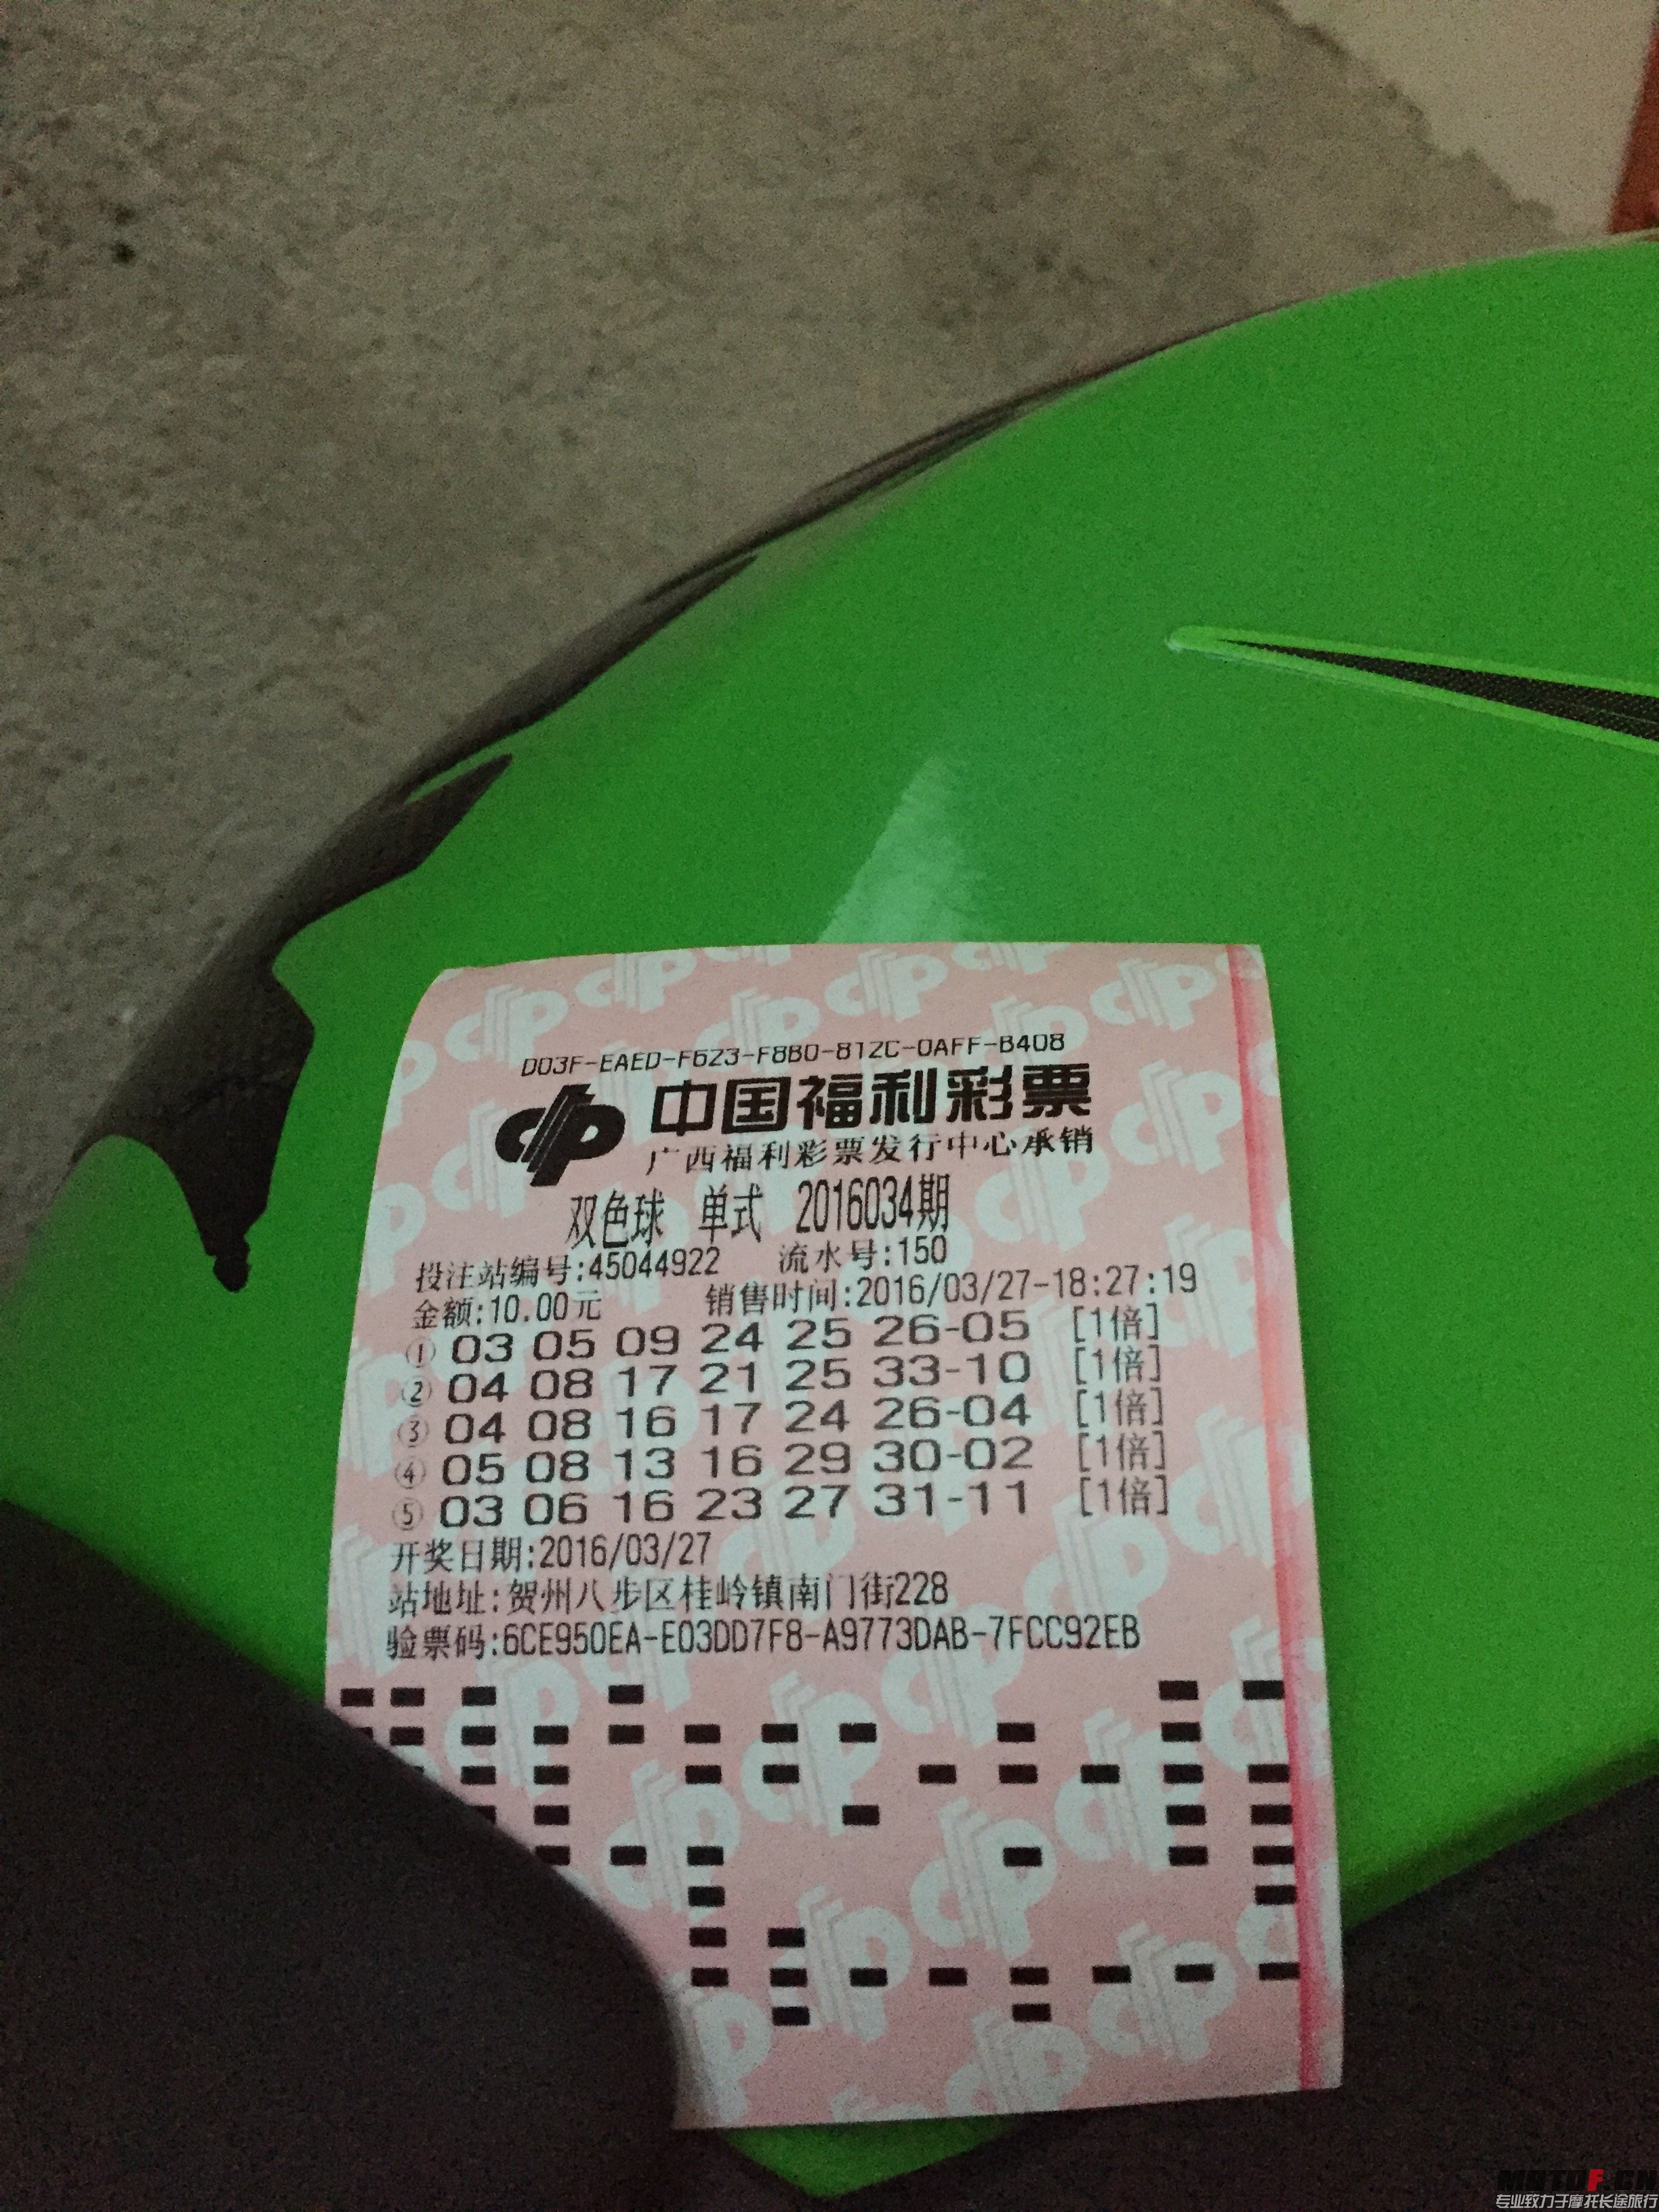 D03F-EAED-F623-F8B0-812C-0AFF-B408
中国福利彩票
广西福利彩票发行中心承销
双色球 单式 2016034期
投注站编号:45044922 流水号:150
金额:10.00元 销售时间:2016/03/27-18:27:19
① 03 05 09 24 25 26-05 [1倍]
② 04 08 17 21 25 33-10 [1倍]
③ 04 08 16 17 24 26-04 [1倍]
④ 05 08 13 16 29 30-02 [1倍]
⑤ 03 06 16 23 27 31-11 [1倍]
开奖日期:2016/03/27
站地址:贺州八步区桂岭镇南门街228
验票码:6CE950EA-E03DD7F8-A9773DAB-7FCC92EB
MOTOF.CN
专业致力于摩托长途旅行